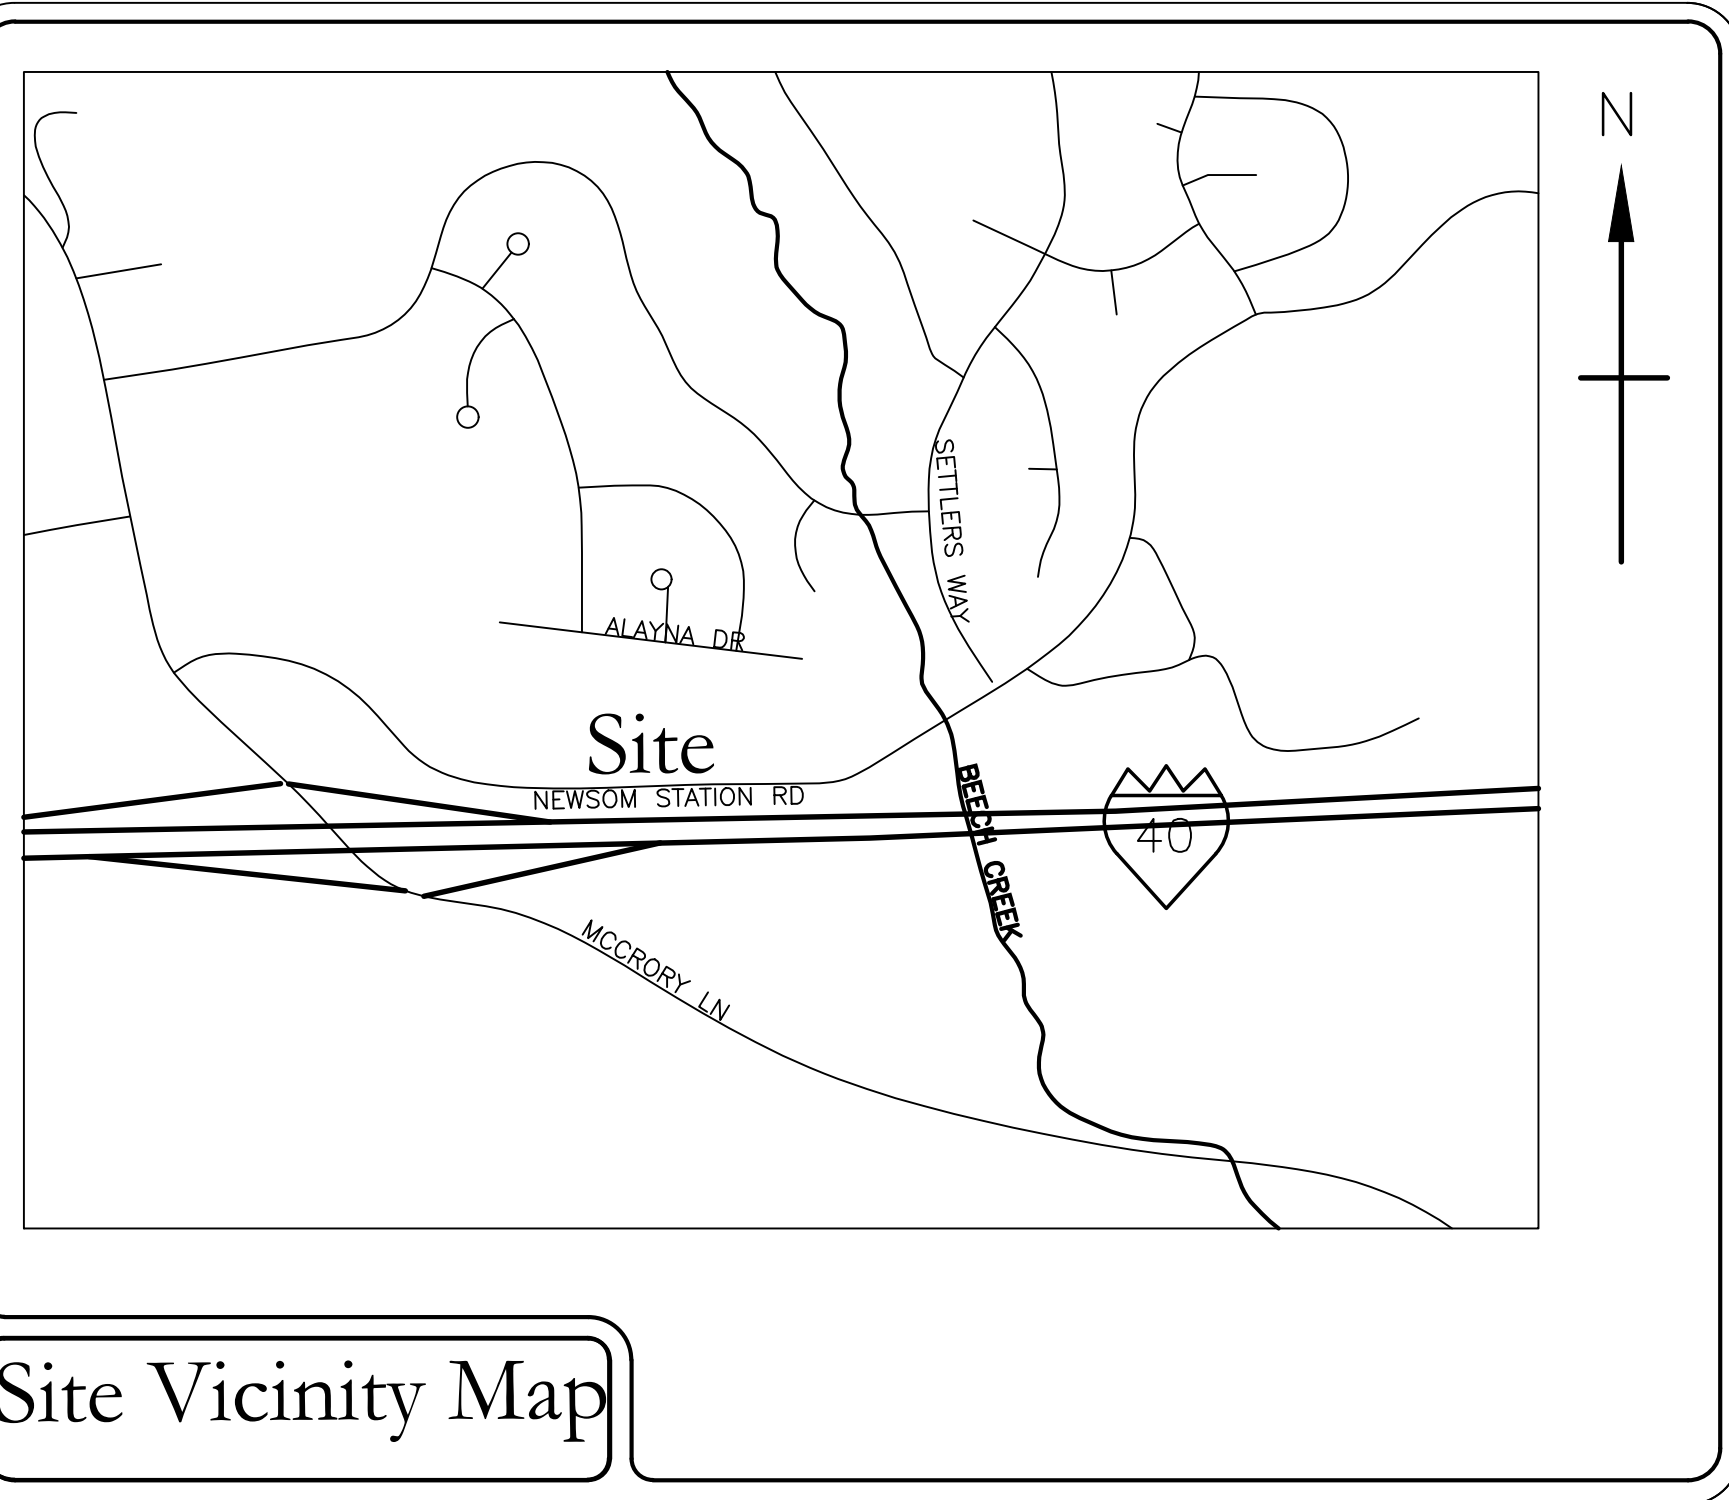 N
SETTLERS WAY
ALAYNA DR
Site
NEWSOM STATION RD
BEECH CREEK
40
MCCRORY LN
Site Vicinity Map